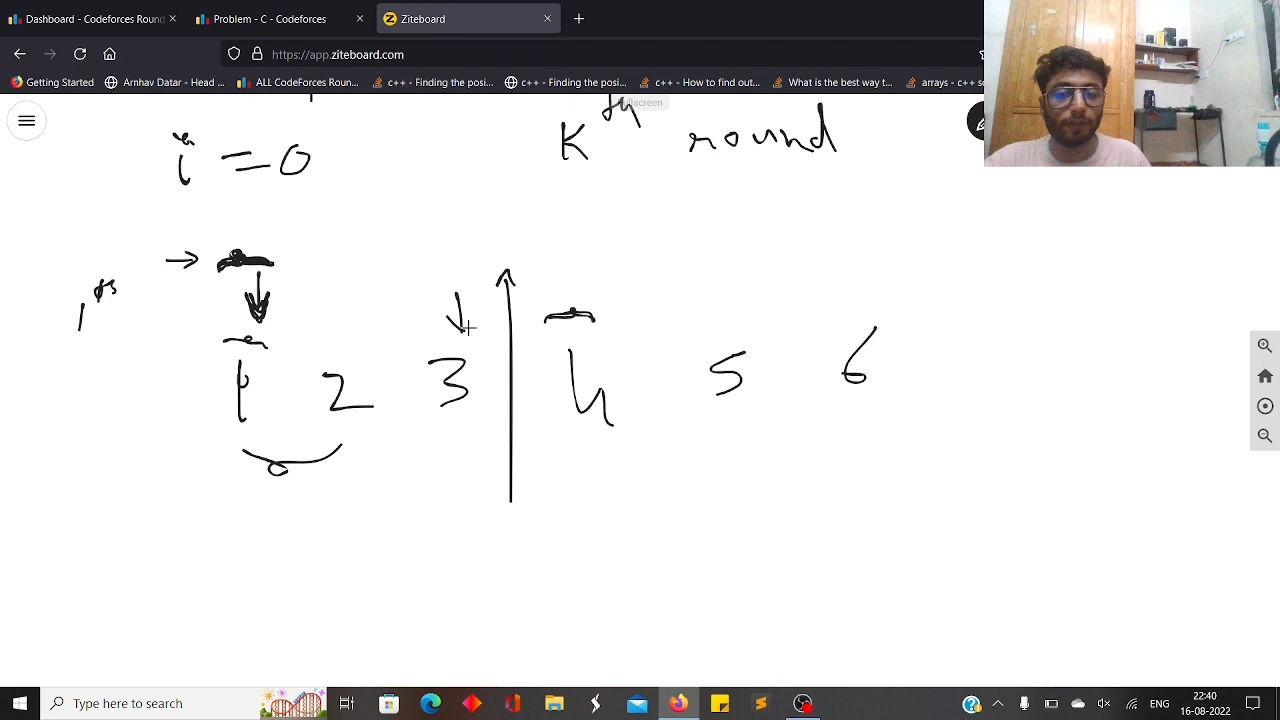 Dashboard - Codeforces Round
Problem - C - Codeforces
Ziteboard
https://app.ziteboard.com
Getting Started
Arnhav Datar - Head ...
ALL CodeForces Roun...
c++ - Finding the posi...
c++ - Finding the posi...
c++ - How to find out...
What is the best way t...
arrays - c++ s
llscreen
i = 0
K th round
1 2 3 4 5 6
Type here to search
ENG
22:40
16-08-2022